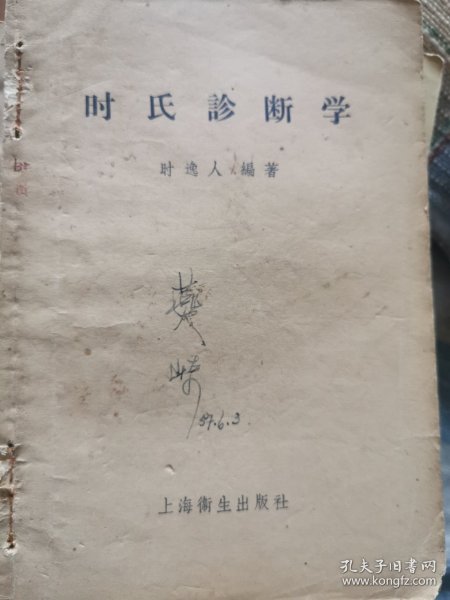 时氏診断学
时逸人 編著
57.6.3
上海衛生出版社
孔夫子旧书网
www.kongfz.com